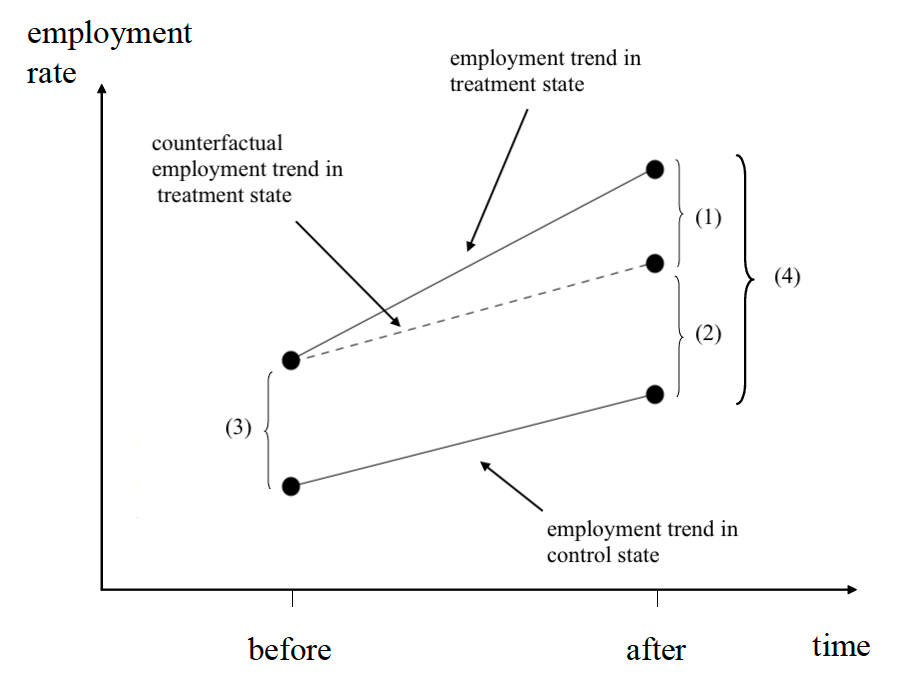 employment
rate
employment trend in
treatment state
counterfactual
employment trend in
treatment state
(1)
(4)
(2)
(3)
employment trend in
control state
before
after
time